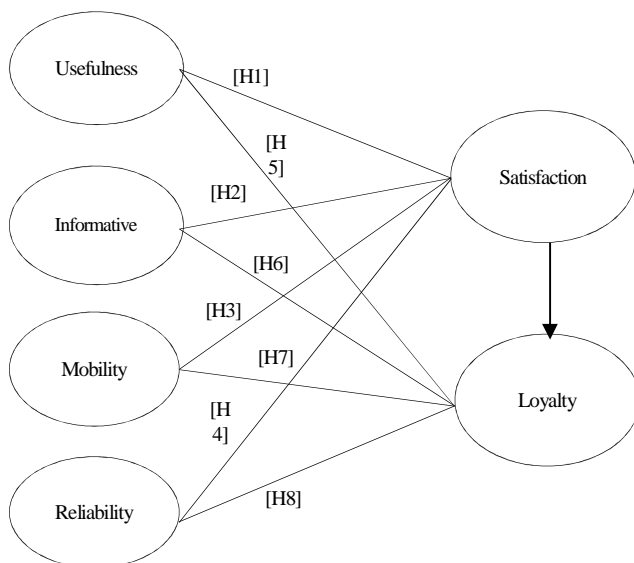 Usefulness
[H1]
[H
5]
Satisfaction
[H2]
Informative
[H6]
[H3]
[H7]
Mobility
[H
4]
Loyalty
[H8]
Reliability